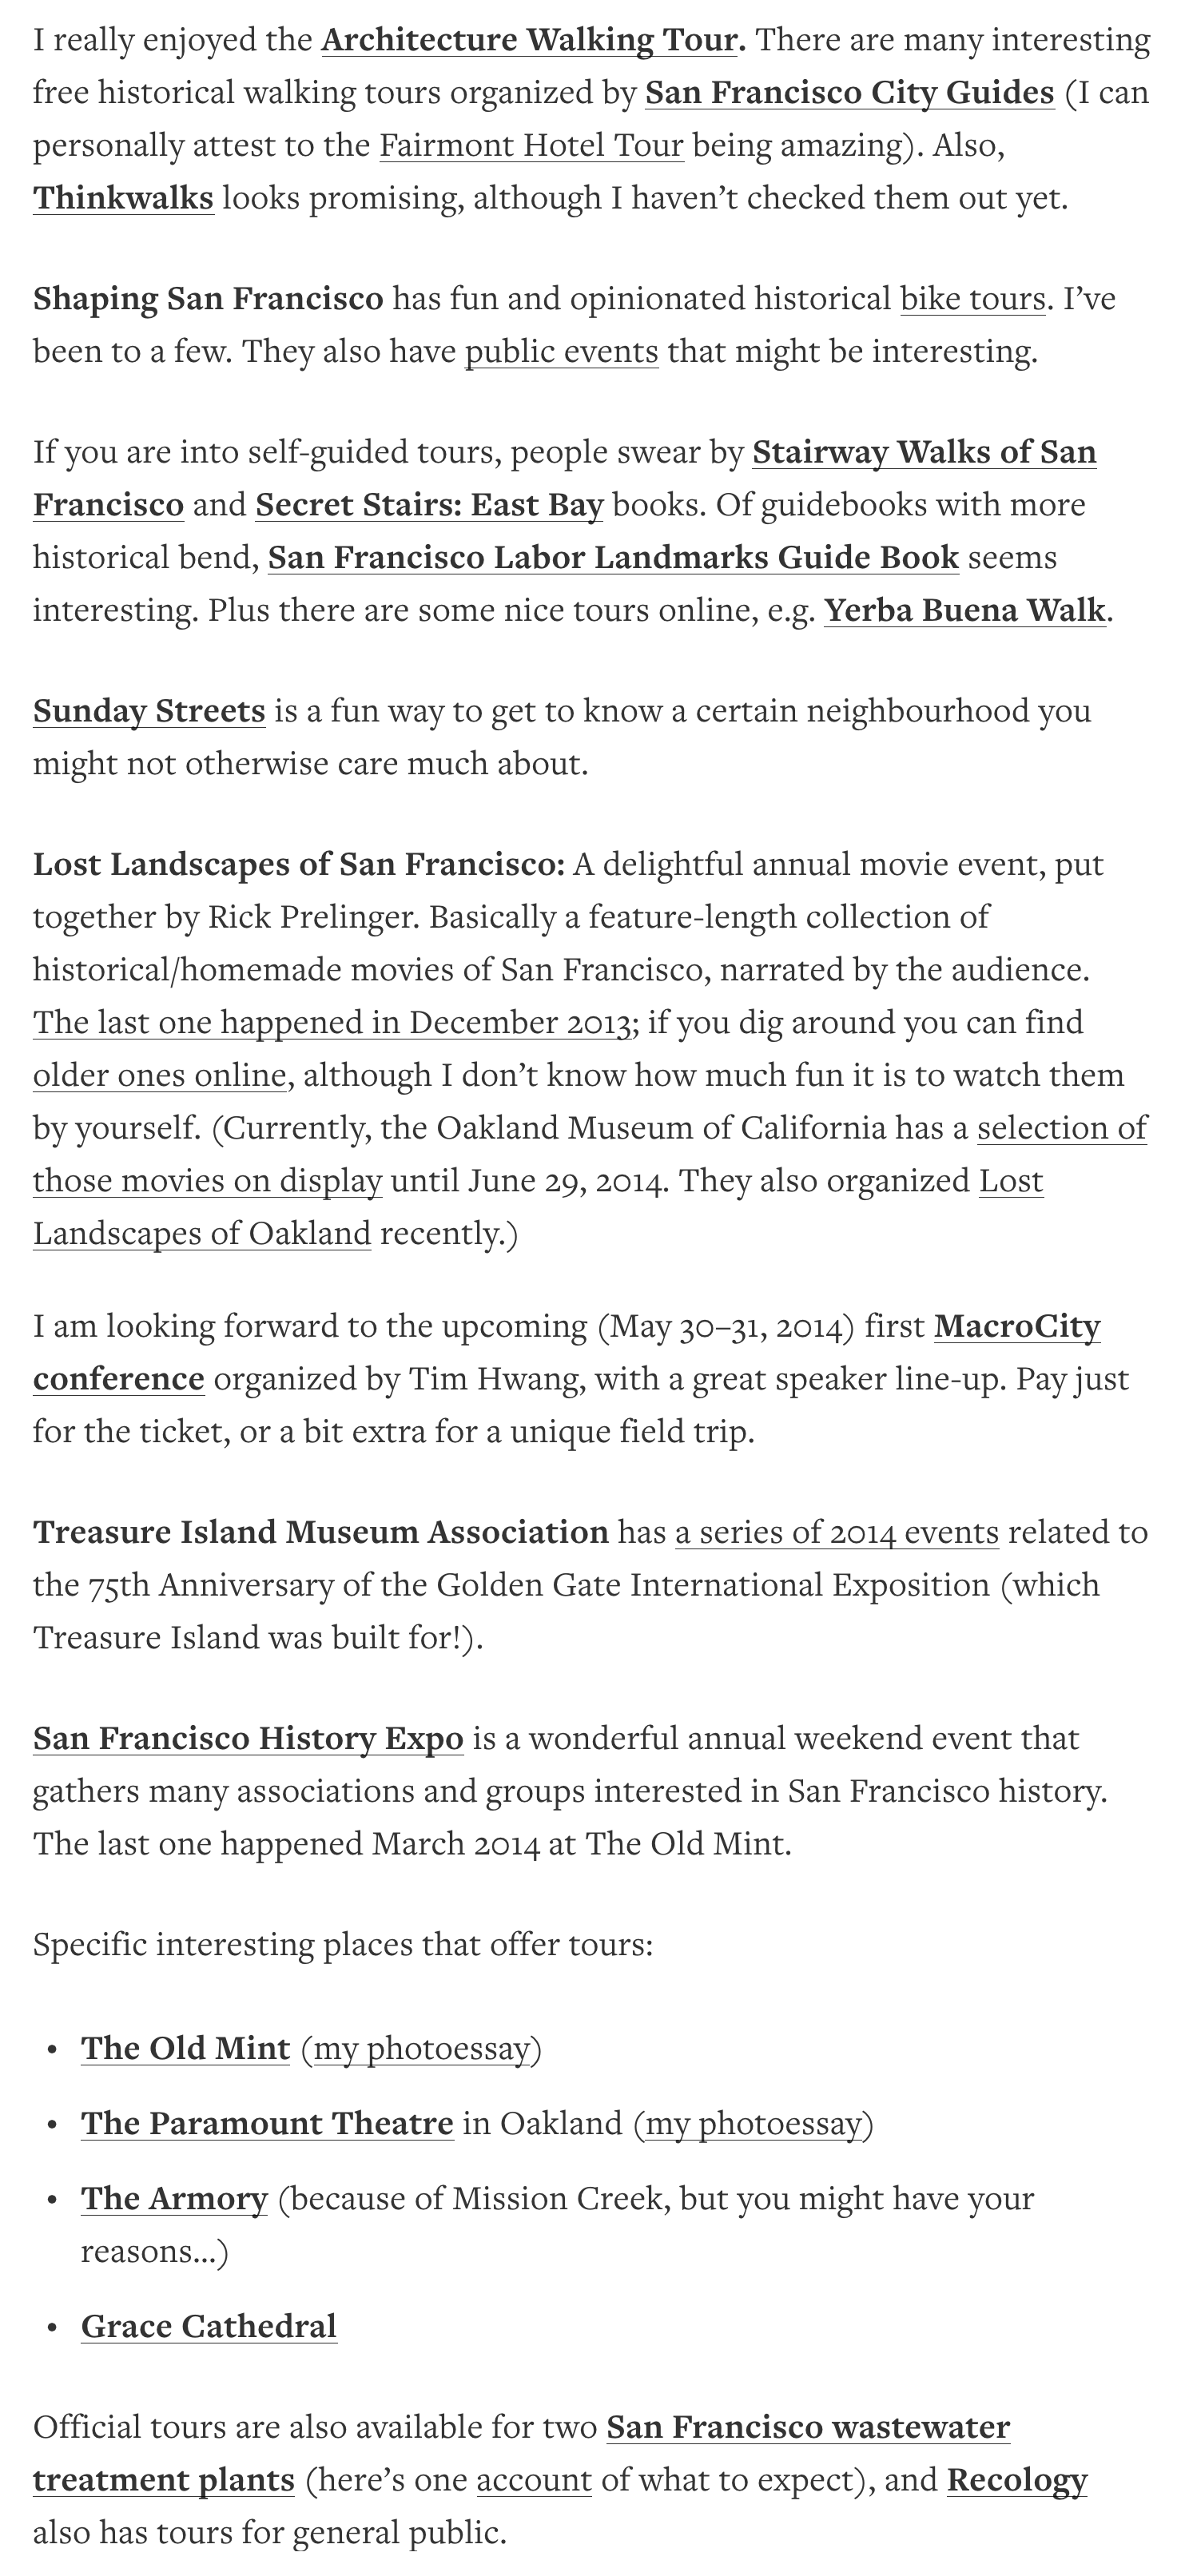 I really enjoyed the Architecture Walking Tour. There are many interesting
free historical walking tours organized by San Francisco City Guides (I can
personally attest to the Fairmont Hotel Tour being amazing). Also,
Thinkwalks looks promising, although I haven’t checked them out yet.
Shaping San Francisco has fun and opinionated historical bike tours. I’ve
been to a few. They also have public events that might be interesting.
If you are into self-guided tours, people swear by Stairway Walks of San
Francisco and Secret Stairs: East Bay books. Of guidebooks with more
historical bend, San Francisco Labor Landmarks Guide Book seems
interesting. Plus there are some nice tours online, e.g. Yerba Buena Walk.
Sunday Streets is a fun way to get to know a certain neighbourhood you
might not otherwise care much about.
Lost Landscapes of San Francisco: A delightful annual movie event, put
together by Rick Prelinger. Basically a feature-length collection of
historical/homemade movies of San Francisco, narrated by the audience.
The last one happened in December 2013; if you dig around you can find
older ones online, although I don’t know how much fun it is to watch them
by yourself. (Currently, the Oakland Museum of California has a selection of
those movies on display until June 29, 2014. They also organized Lost
Landscapes of Oakland recently.)
I am looking forward to the upcoming (May 30–31, 2014) first MacroCity
conference organized by Tim Hwang, with a great speaker line-up. Pay just
for the ticket, or a bit extra for a unique field trip.
Treasure Island Museum Association has a series of 2014 events related to
the 75th Anniversary of the Golden Gate International Exposition (which
Treasure Island was built for!).
San Francisco History Expo is a wonderful annual weekend event that
gathers many associations and groups interested in San Francisco history.
The last one happened March 2014 at The Old Mint.
Specific interesting places that offer tours:
• The Old Mint (my photoessay)
• The Paramount Theatre in Oakland (my photoessay)
• The Armory (because of Mission Creek, but you might have your
reasons…)
• Grace Cathedral
Official tours are also available for two San Francisco wastewater
treatment plants (here’s one account of what to expect), and Recology
also has tours for general public.